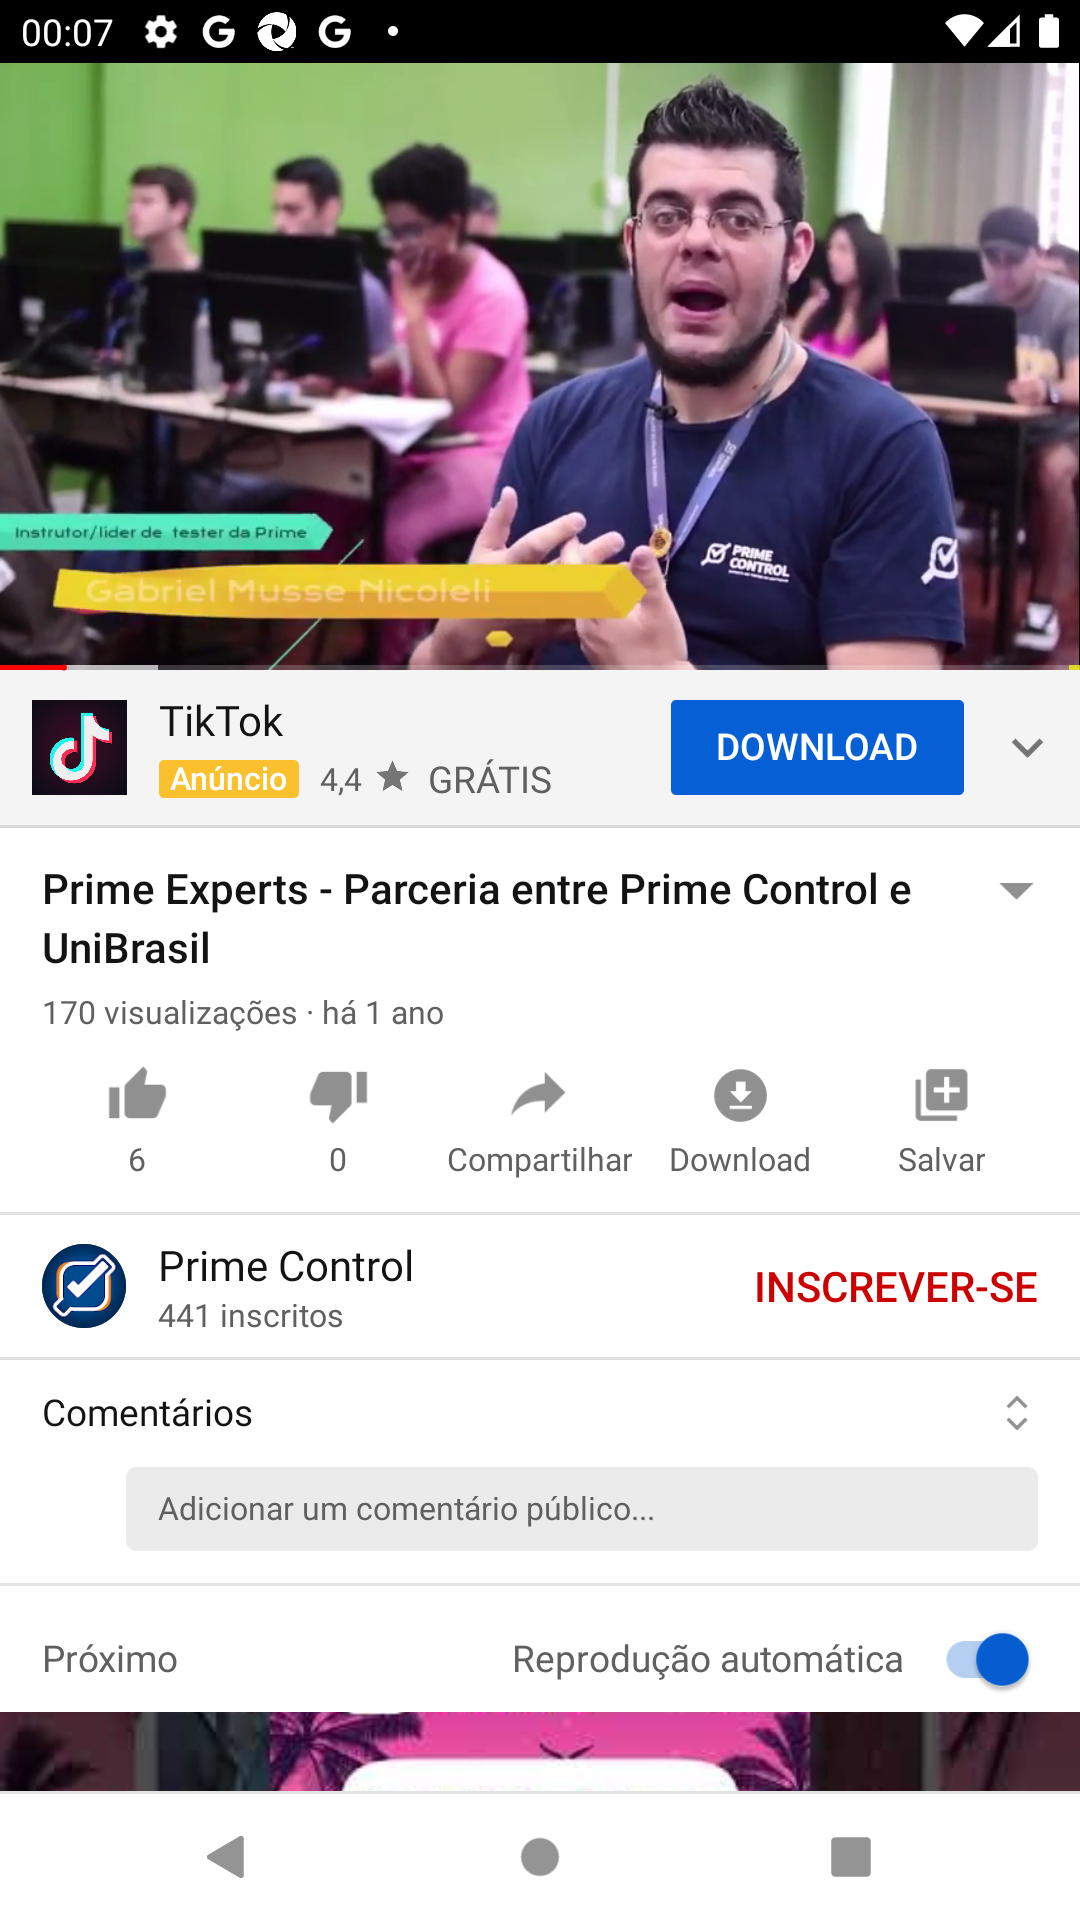 00:07
Instrutor/líder de tester da Prime
Gabriel Musse Nicoleli
PRIME
CONTROL
TikTok
Anúncio 4,4 GRÁTIS
DOWNLOAD
Prime Experts - Parceria entre Prime Control e
UniBrasil
170 visualizações · há 1 ano
6 0 Compartilhar Download Salvar
Prime Control
441 inscritos
INSCREVER-SE
Comentários
Adicionar um comentário público...
Próximo Reprodução automática